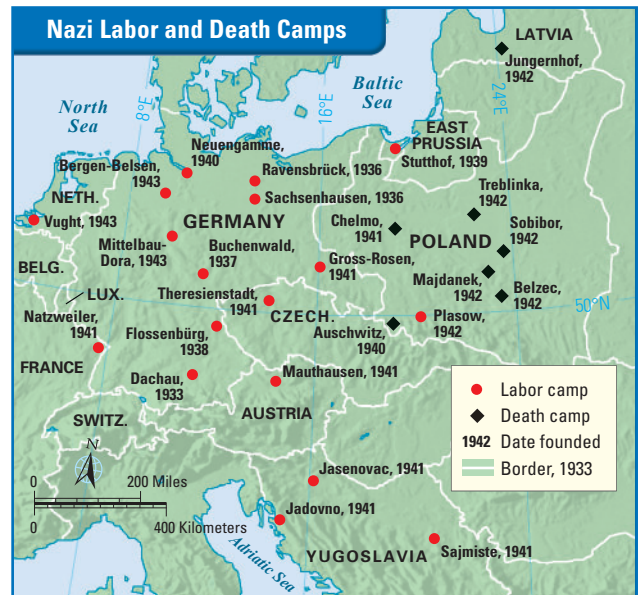 Nazi Labor and Death Camps
LATVIA
Jungernhof,
1942
24°E
Baltic
Sea
16°E
8°E
North
Sea
EAST
PRUSSIA
Stutthof, 1939
Neuengamme,
1940
Bergen-Belsen,
1943
Ravensbrück, 1936
Sachsenhausen, 1936
NETH.
Vught, 1943
GERMANY
Treblinka,
1942
Chelmo,
1941
POLAND
Sobibor,
1942
Mittelbau-
Dora, 1943
Buchenwald,
1937
Gross-Rosen,
1941
Majdanek,
1942
Belzec,
1942
BELG.
LUX.
Theresienstadt,
1941
CZECH.
50°N
Natzweiler,
1941
Flossenbürg,
1938
Auschwitz,
1940
Plasow,
1942
FRANCE
Dachau,
1933
Mauthausen, 1941
AUSTRIA
SWITZ.
Labor camp
Death camp
1942 Date founded
Border, 1933
N
0 200 Miles
0 400 Kilometers
Jasenovac, 1941
Jadovno, 1941
Adriatic Sea
YUGOSLAVIA
Sajmiste, 1941